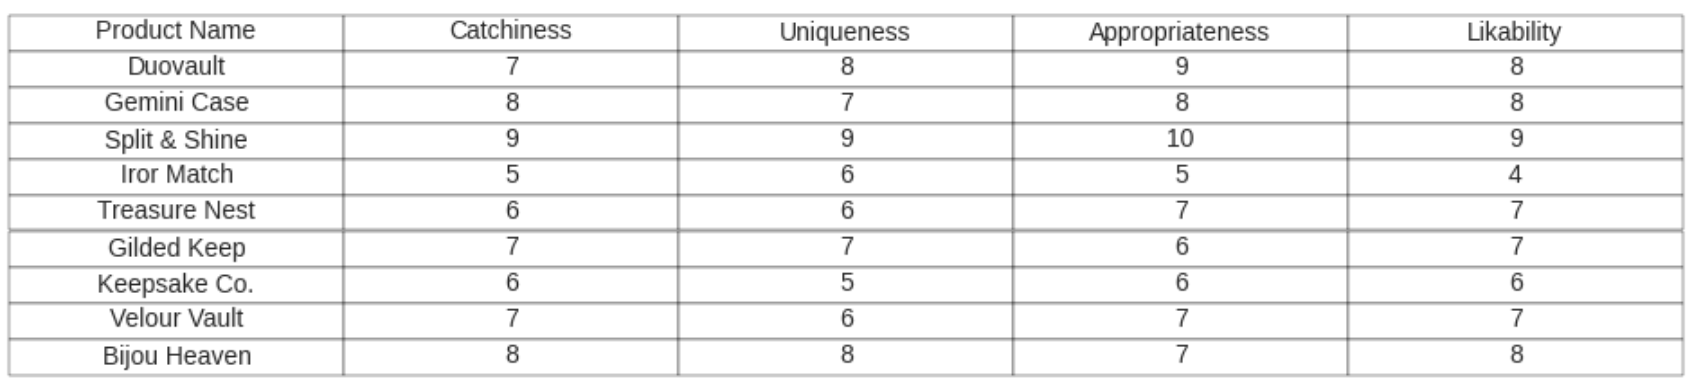 Product Name Catchiness Uniqueness Appropriateness Likability
Duovault 7 8 9 8
Gemini Case 8 7 8 8
Split & Shine 9 9 10 9
Iror Match 5 6 5 4
Treasure Nest 6 6 7 7
Gilded Keep 7 7 6 7
Keepsake Co. 6 5 6 6
Velour Vault 7 6 7 7
Bijou Heaven 8 8 7 8